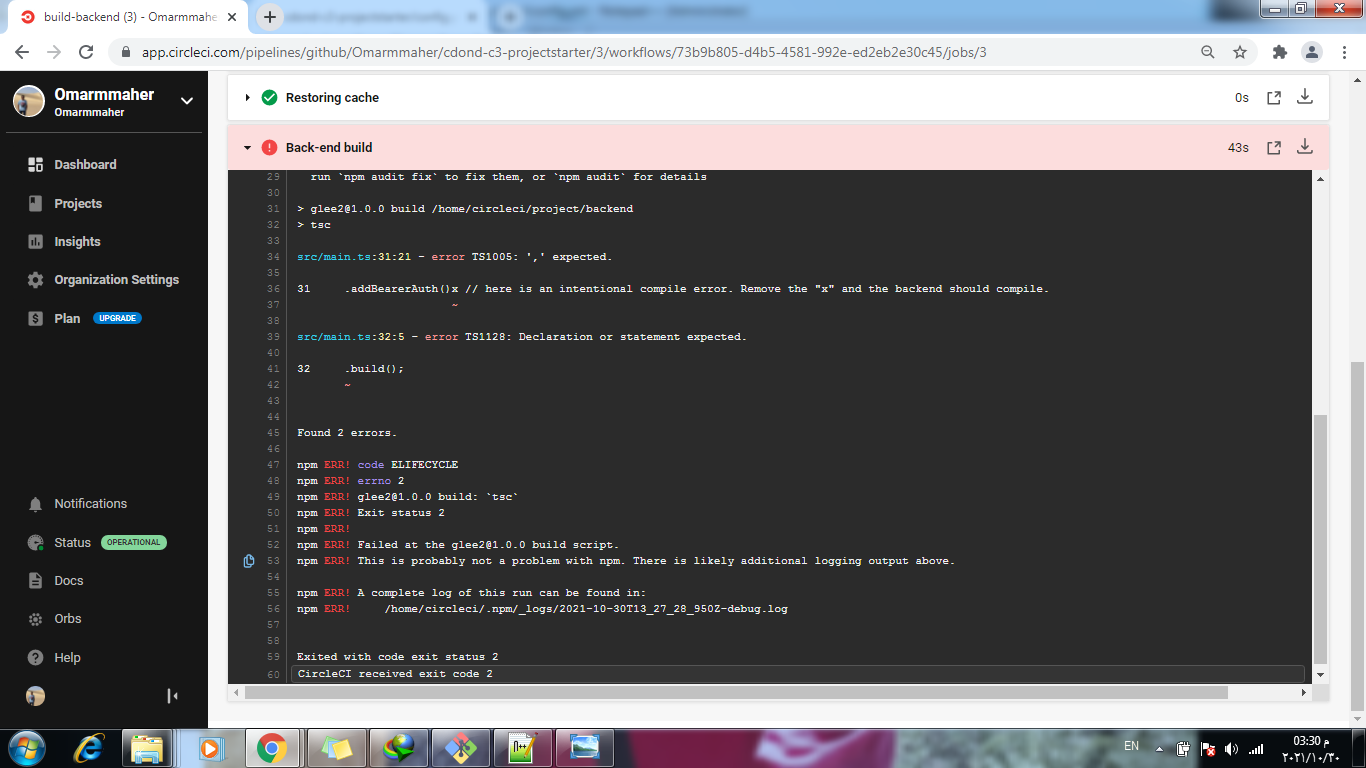 build-backend (3) - Omarmmaher
app.circleci.com/pipelines/github/Omarmmaher/cdond-c3-projectstarter/3/workflows/73b9b805-d4b5-4581-992e-ed2eb2e30c45/jobs/3
Omarmmaher
Omarmmaher
Dashboard
Projects
Insights
Organization Settings
Plan UPGRADE
Notifications
Status OPERATIONAL
Docs
Orbs
Help
Restoring cache 0s
Back-end build 43s
29 run `npm audit fix` to fix them, or `npm audit` for details
30
31 > glee2@1.0.0 build /home/circleci/project/backend
32 > tsc
33
34 src/main.ts:31:21 - error TS1005: ',' expected.
35
36 31 .addBearerAuth()x // here is an intentional compile error. Remove the "x" and the backend should compile.
37 ~
38
39 src/main.ts:32:5 - error TS1128: Declaration or statement expected.
40
41 32 .build();
42 ~
43
44
45 Found 2 errors.
46
47 npm ERR! code ELIFECYCLE
48 npm ERR! errno 2
49 npm ERR! glee2@1.0.0 build: `tsc`
50 npm ERR! Exit status 2
51 npm ERR!
52 npm ERR! Failed at the glee2@1.0.0 build script.
53 npm ERR! This is probably not a problem with npm. There is likely additional logging output above.
54
55 npm ERR! A complete log of this run can be found in:
56 npm ERR! /home/circleci/.npm/_logs/2021-10-30T13_27_28_950Z-debug.log
57
58
59 Exited with code exit status 2
60 CircleCI received exit code 2
EN
03:30 م
٢٠٢١/١٠/٣٠